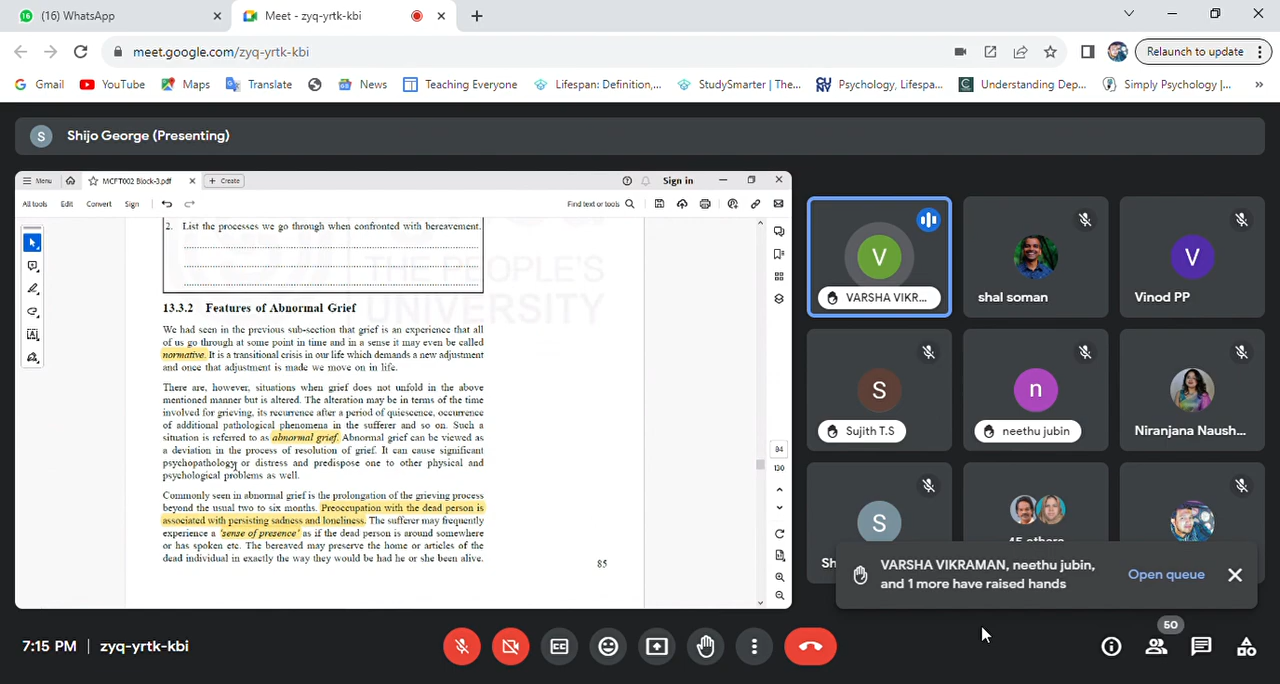 (16) WhatsApp
Meet - zyq-yrtk-kbi
meet.google.com/zyq-yrtk-kbi
Relaunch to update
Gmail
YouTube
Maps
Translate
News
Teaching Everyone
Lifespan: Definition,...
StudySmarter | The...
Psychology, Lifespa...
Understanding Dep...
Simply Psychology |...
»
S Shijo George (Presenting)
Menu
MCFT002 Block-3.pdf
+ Create
Sign in
All tools Edit Convert Sign
Find text or tools
2. List the processes we go through when confronted with bereavement.
THE PEOPLE'S
UNIVERSITY
13.3.2 Features of Abnormal Grief
We had seen in the previous sub-section that grief is an experience that all
of us go through at some point in time and in a sense it may even be called
normative. It is a transitional crisis in our life which demands a new adjustment
and once that adjustment is made we move on in life.
There are, however, situations when grief does not unfold in the above
mentioned manner but is altered. The alteration may be in terms of the time
involved for grieving, its recurrence after a period of quiescence, occurrence
of additional pathological phenomena in the sufferer and so on. Such a
situation is referred to as abnormal grief. Abnormal grief can be viewed as
a deviation in the process of resolution of grief. It can cause significant
psychopathology or distress and predispose one to other physical and
psychological problems as well.
Commonly seen in abnormal grief is the prolongation of the grieving process
beyond the usual two to six months. Preoccupation with the dead person is
associated with persisting sadness and loneliness. The sufferer may frequently
experience a 'sense of presence' as if the dead person is around somewhere
or has spoken etc. The bereaved may preserve the home or articles of the
dead individual in exactly the way they would be had he or she been alive.
85
94
130
V
VARSHA VIKR...
shal soman
V
Vinod PP
S
Sujith T.S
n
neethu jubin
Niranjana Naush...
S
Sh
45 others
VARSHA VIKRAMAN, neethu jubin,
and 1 more have raised hands
Open queue
7:15 PM | zyq-yrtk-kbi
50